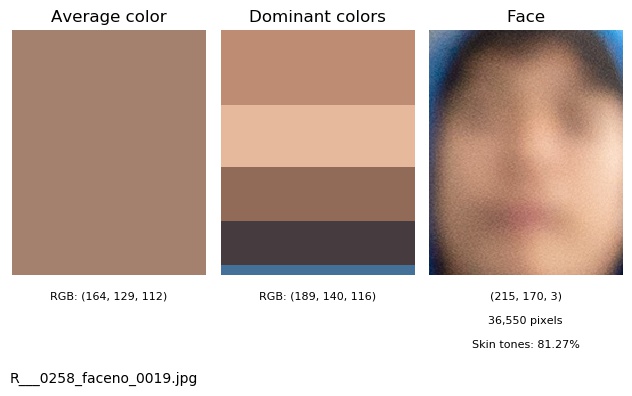 Average color
Dominant colors
Face
RGB: (164, 129, 112)
RGB: (189, 140, 116)
(215, 170, 3)
36,550 pixels
Skin tones: 81.27%
R___0258_faceno_0019.jpg